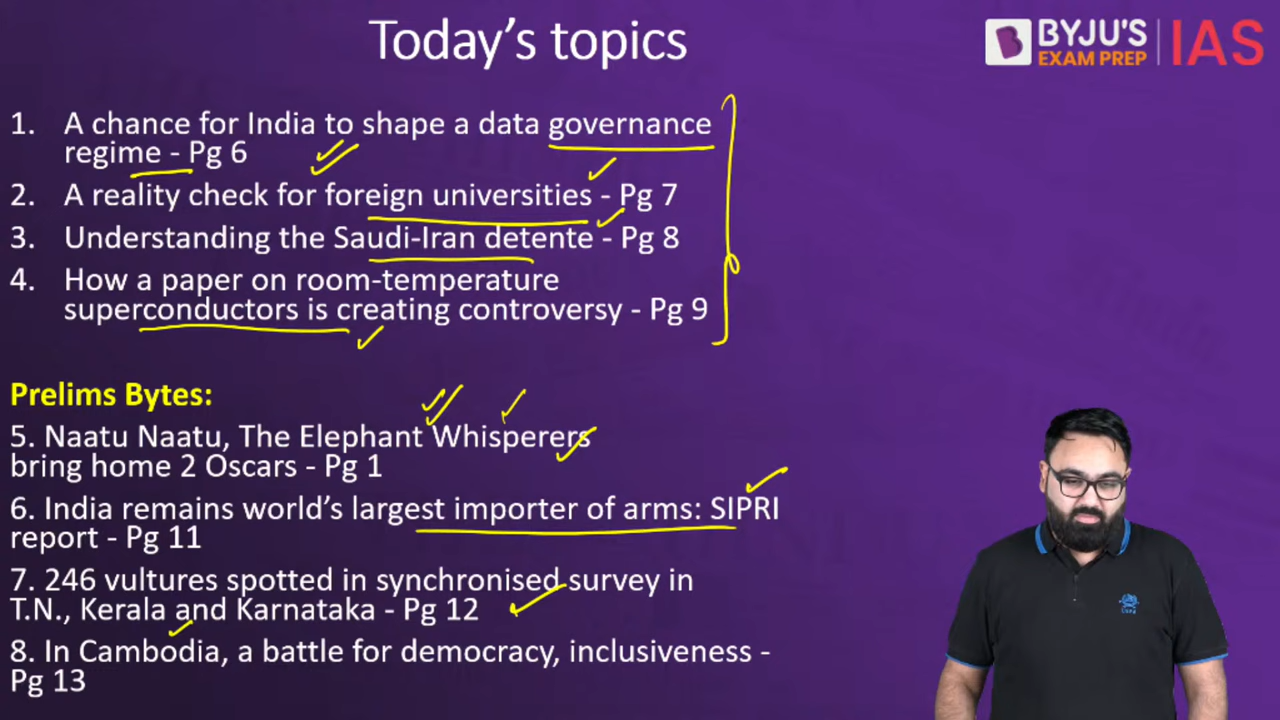 Today's topics
BYJU'S
EXAM PREP
IAS
1. A chance for India to shape a data governance
regime - Pg 6
2. A reality check for foreign universities - Pg 7
3. Understanding the Saudi-Iran detente - Pg 8
4. How a paper on room-temperature
superconductors is creating controversy - Pg 9
Prelims Bytes:
5. Naatu Naatu, The Elephant Whisperers
bring home 2 Oscars - Pg 1
6. India remains world's largest importer of arms: SIPRI
report - Pg 11
7. 246 vultures spotted in synchronised survey in
T.N., Kerala and Karnataka - Pg 12
8. In Cambodia, a battle for democracy, inclusiveness -
Pg 13